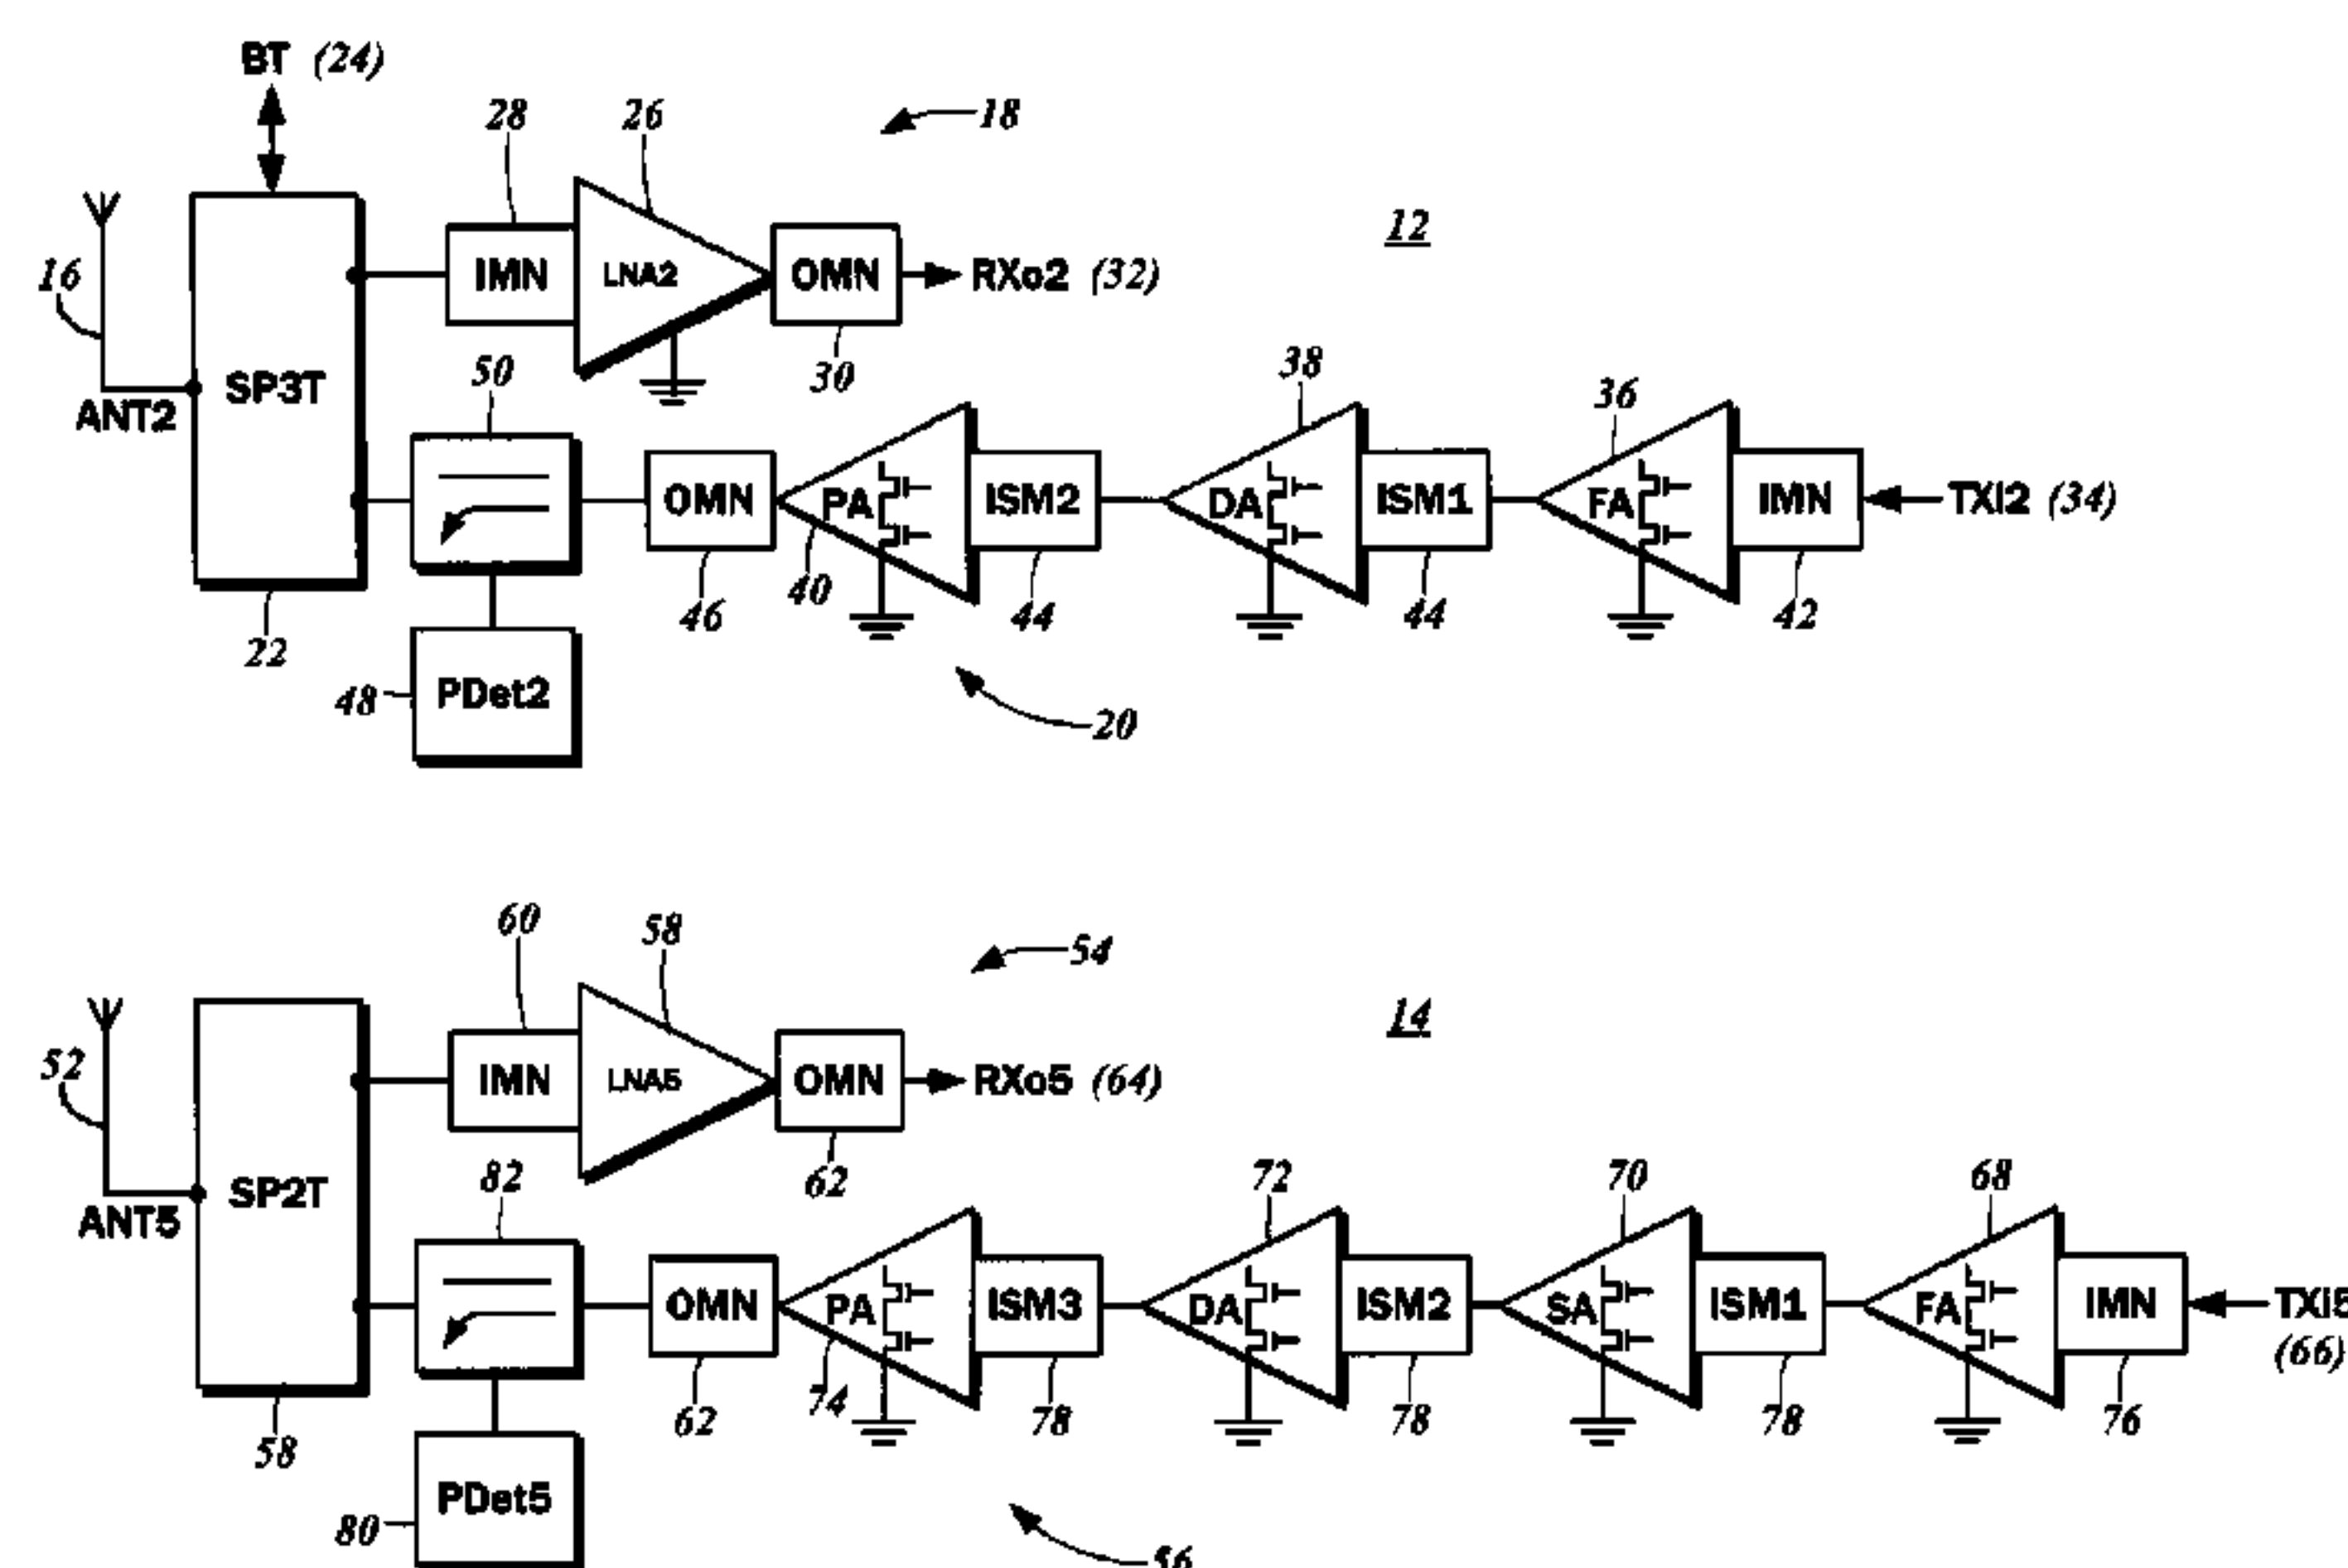 BT (24)
28
26
18
12
16
IMN
LNA2
OMN
RXo2 (32)
SP3T
ANT2
50
30
38
36
OMN
PA
ISM2
DA
ISM1
FA
IMN
TXI2 (34)
22
46
40
44
44
42
48
PDet2
20
60
58
54
14
52
IMN
LNA5
OMN
RXo5 (64)
SP2T
ANT5
82
62
72
70
68
OMN
PA
ISM3
DA
ISM2
SA
ISM1
FA
IMN
TXI5
(66)
58
62
74
78
78
78
76
80
PDet5
56